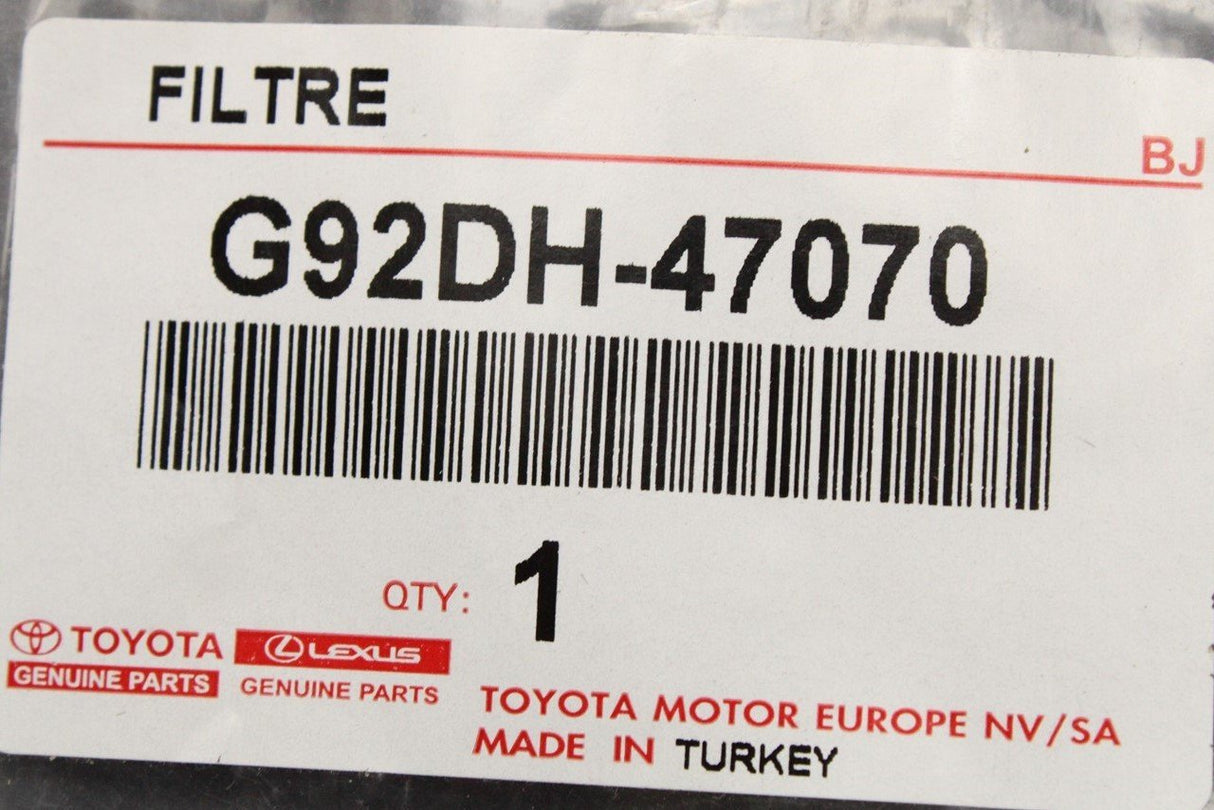 FILTRE
BJ
G92DH-47070
QTY: 1
TOYOTA LEXUS
GENUINE PARTS GENUINE PARTS
TOYOTA MOTOR EUROPE NV/SA
MADE IN TURKEY